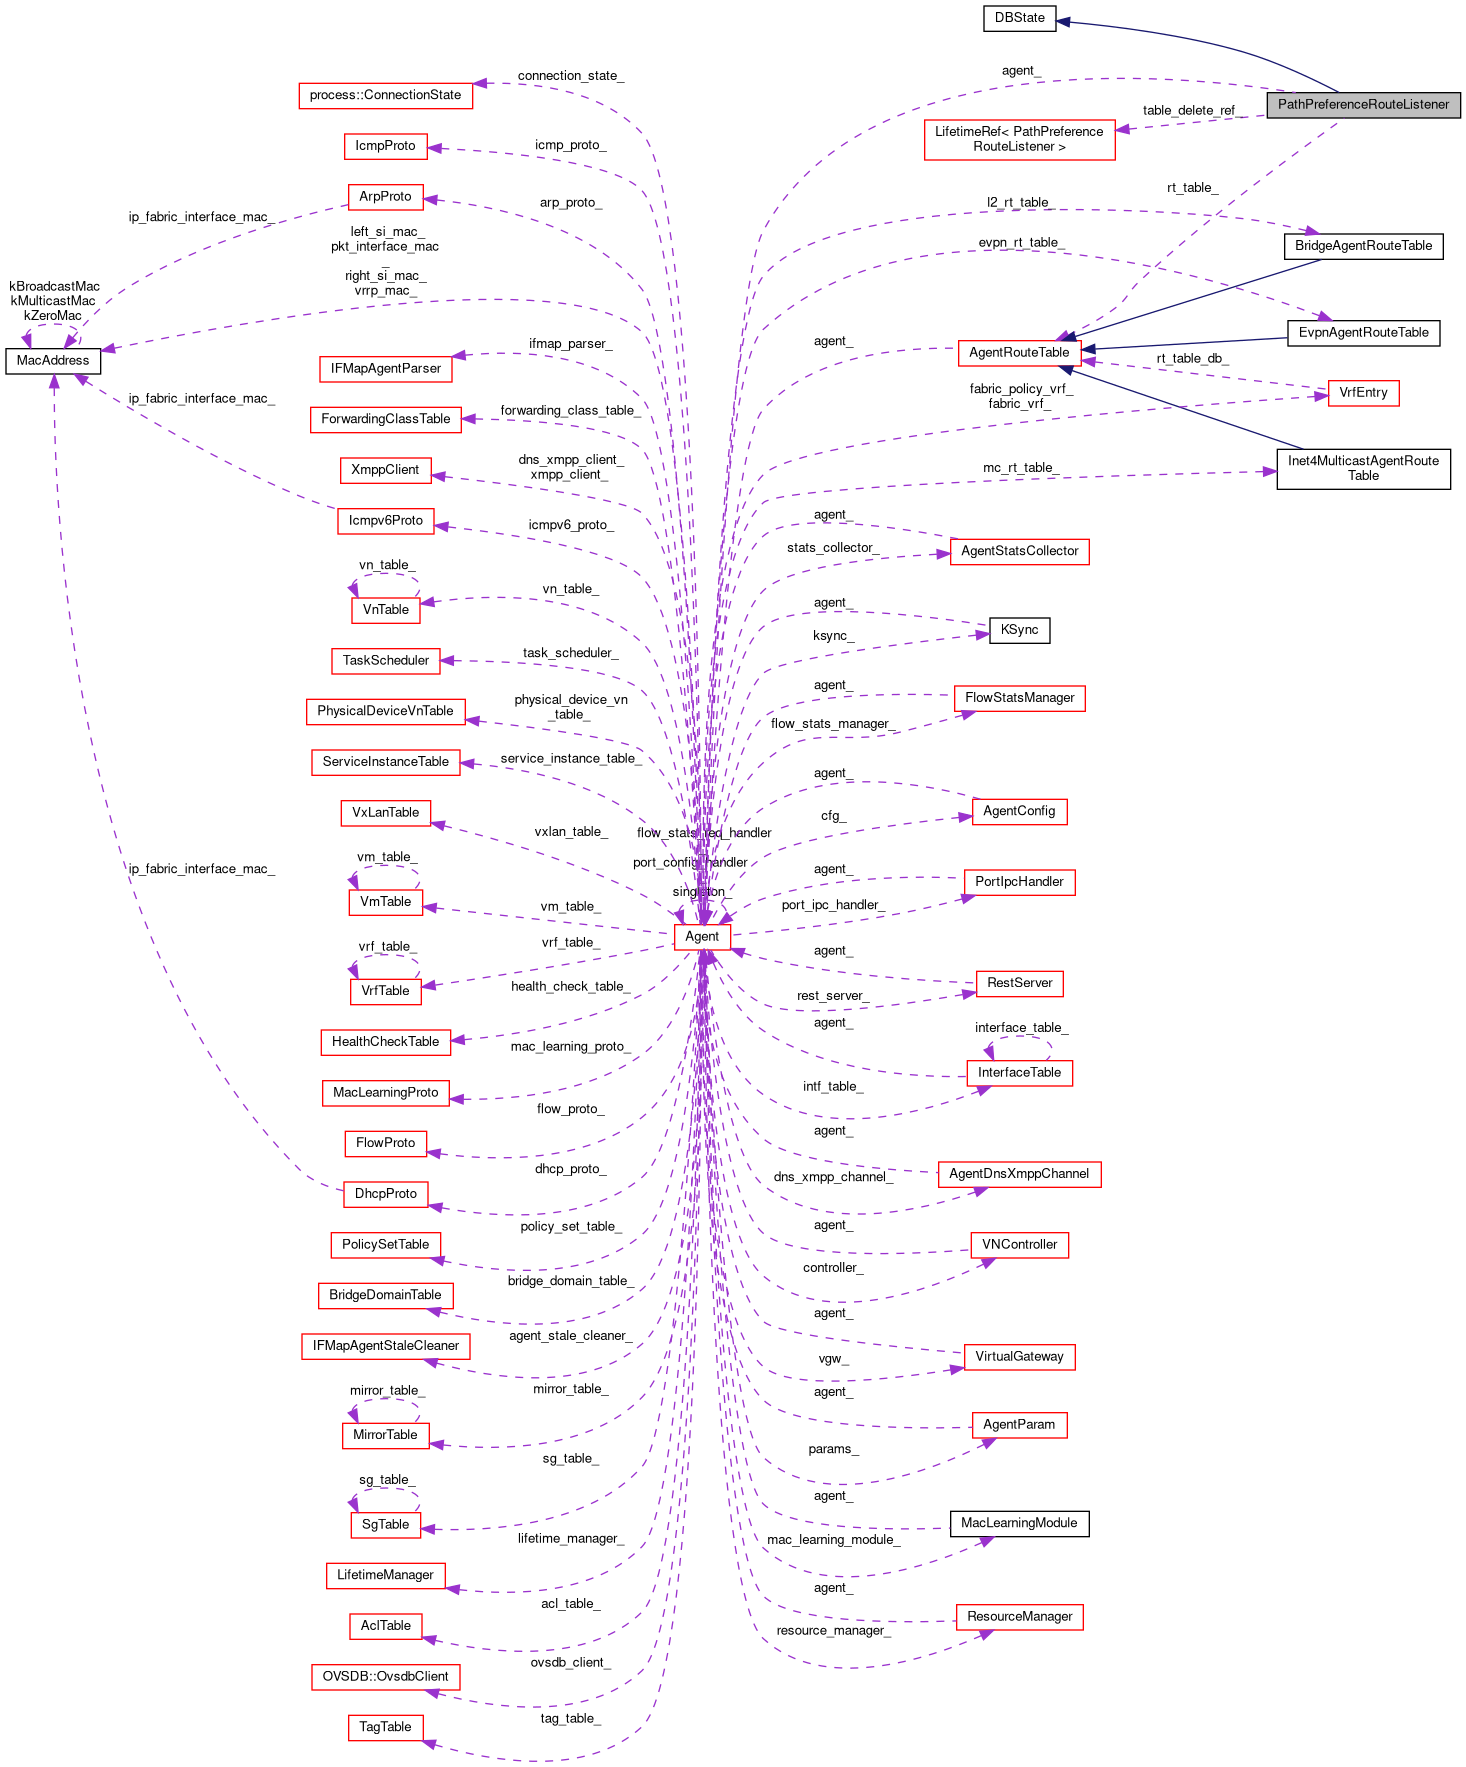 DBState
connection_state_
agent_
process::ConnectionState
PathPreferenceRouteListener
table_delete_ref_
LifetimeRef< PathPreference
RouteListener >
IcmpProto
icmp_proto_
ArpProto
arp_proto_
rt_table_
l2_rt_table_
ip_fabric_interface_mac_
left_si_mac_
pkt_interface_mac
_
right_si_mac_
vrrp_mac_
evpn_rt_table_
BridgeAgentRouteTable
kBroadcastMac
kMulticastMac
kZeroMac
MacAddress
EvpnAgentRouteTable
ifmap_parser_
agent_
AgentRouteTable
rt_table_db_
IFMapAgentParser
VrfEntry
ip_fabric_interface_mac_
fabric_policy_vrf_
fabric_vrf_
ForwardingClassTable
forwarding_class_table_
XmppClient
dns_xmpp_client_
xmpp_client_
mc_rt_table_
Inet4MulticastAgentRoute
Table
Icmpv6Proto
icmpv6_proto_
agent_
stats_collector_
AgentStatsCollector
vn_table_
VnTable
vn_table_
agent_
ksync_
KSync
TaskScheduler
task_scheduler_
PhysicalDeviceVnTable
physical_device_vn
_table_
agent_
flow_stats_manager_
FlowStatsManager
ServiceInstanceTable
service_instance_table_
agent_
cfg_
AgentConfig
VxLanTable
vxlan_table_
flow_stats_req_handler
_
port_config_handler
_
singleton_
vm_table_
VmTable
vm_table_
agent_
port_ipc_handler_
PortIpcHandler
ip_fabric_interface_mac_
Agent
vrf_table_
VrfTable
vrf_table_
agent_
rest_server_
RestServer
HealthCheckTable
health_check_table_
agent_
interface_table_
InterfaceTable
intf_table_
MacLearningProto
mac_learning_proto_
FlowProto
flow_proto_
agent_
dns_xmpp_channel_
AgentDnsXmppChannel
DhcpProto
dhcp_proto_
PolicySetTable
policy_set_table_
agent_
controller_
VNController
BridgeDomainTable
bridge_domain_table_
agent_
vgw_
VirtualGateway
IFMapAgentStaleCleaner
agent_stale_cleaner_
mirror_table_
MirrorTable
mirror_table_
agent_
params_
AgentParam
sg_table_
SgTable
sg_table_
agent_
mac_learning_module_
MacLearningModule
LifetimeManager
lifetime_manager_
agent_
resource_manager_
ResourceManager
AclTable
acl_table_
OVSDB::OvsdbClient
ovsdb_client_
TagTable
tag_table_